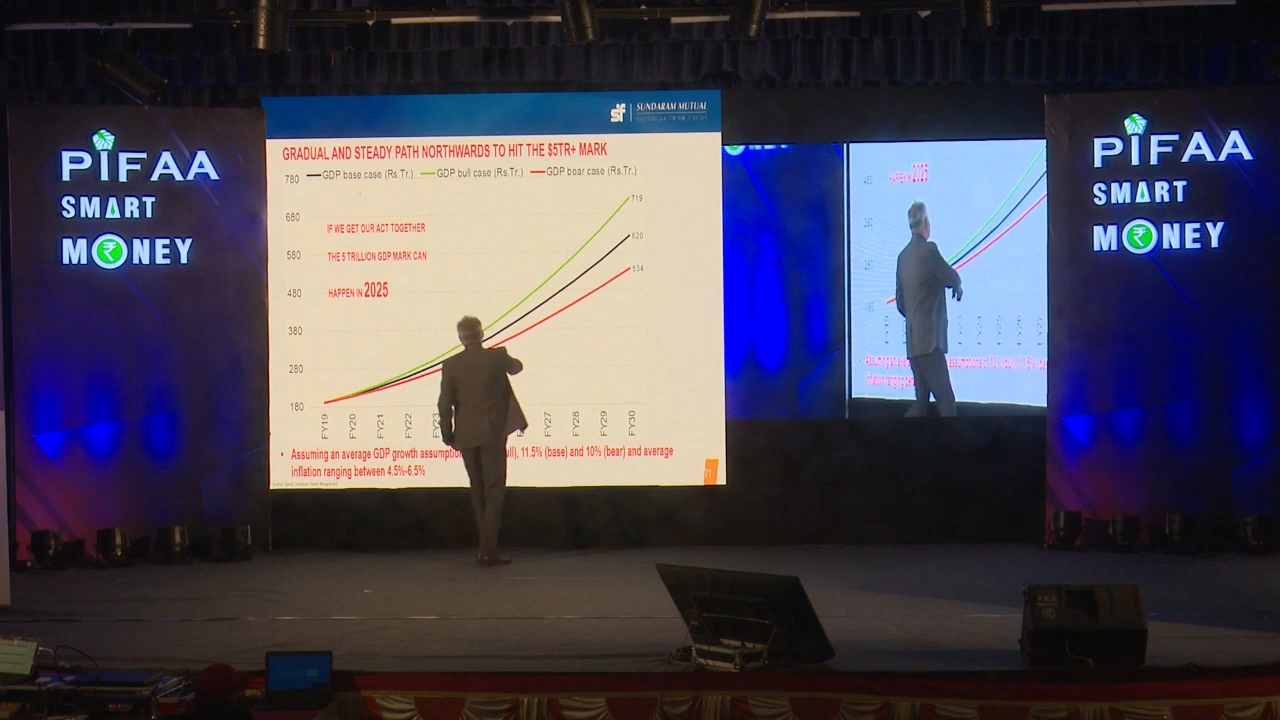 PIFAA
SMART
MONEY
SUNDARAM MUTUAL
GRADUAL AND STEADY PATH NORTHWARDS TO HIT THE $5TR+ MARK
GDP base case (Rs.Tr.) GDP bull case (Rs.Tr.) GDP bear case (Rs.Tr.)
780
680
580
480
380
280
180
IF WE GET OUR ACT TOGETHER
THE 5 TRILLION GDP MARK CAN
HAPPEN IN 2025
719
620
534
FY19 FY20 FY21 FY22 FY27 FY28 FY29 FY30
• Assuming an average GDP growth 11.5% (base) and 10% (bear) and average
inflation ranging between 4.5%-6.5%
71
HAPPEN IN 2025
PIFAA
SMART
MONEY